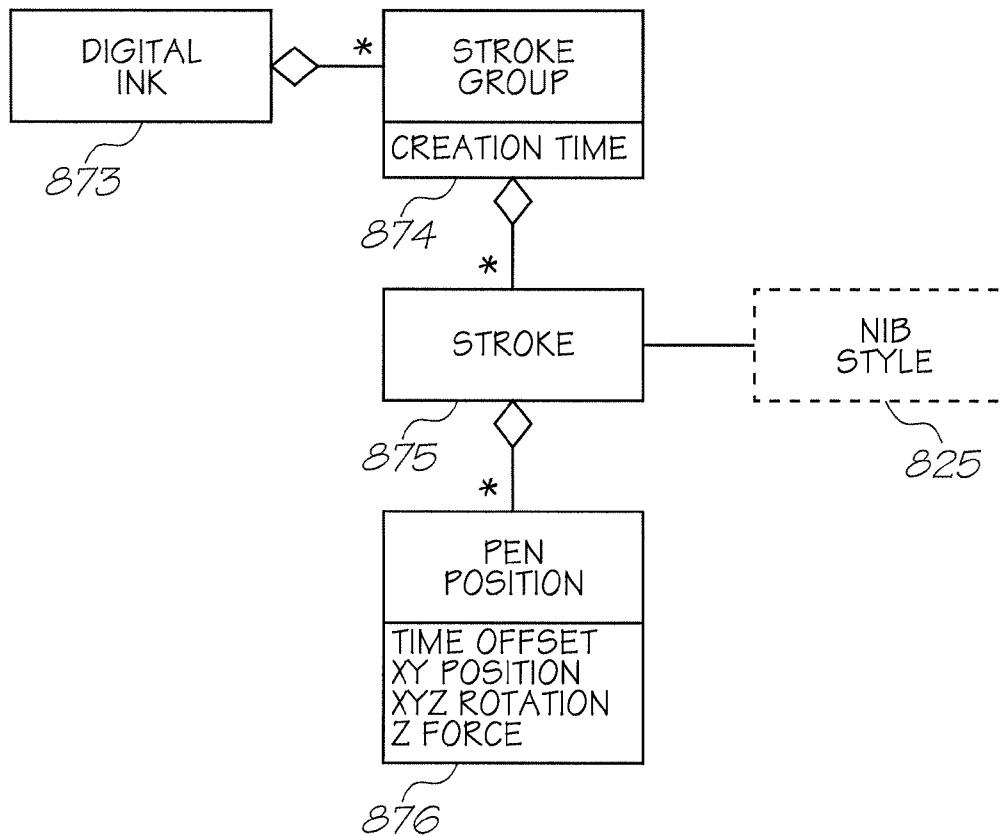 DIGITAL
INK
*
STROKE
GROUP
CREATION TIME
873
874
*
STROKE
NIB
STYLE
875
825
*
PEN
POSITION
TIME OFFSET
XY POSITION
XYZ ROTATION
Z FORCE
876